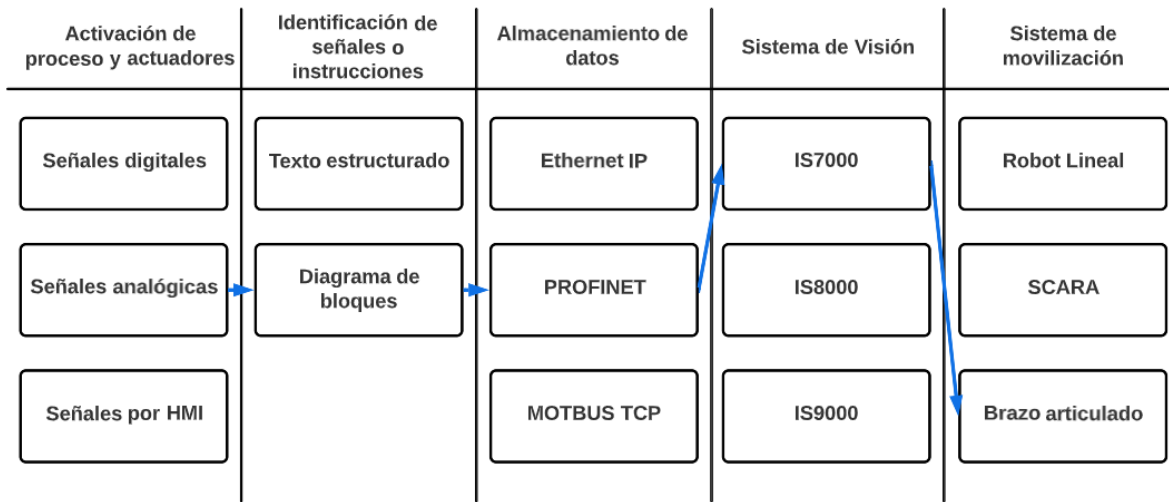 Activación de
proceso y actuadores
Identificación de
señales o
instrucciones
Almacenamiento de
datos
Sistema de Visión
Sistema de
movilización
Señales digitales
Texto estructurado
Ethernet IP
IS7000
Robot Lineal
Señales analógicas
Diagrama de
bloques
PROFINET
IS8000
SCARA
Señales por HMI
MOTBUS TCP
IS9000
Brazo articulado